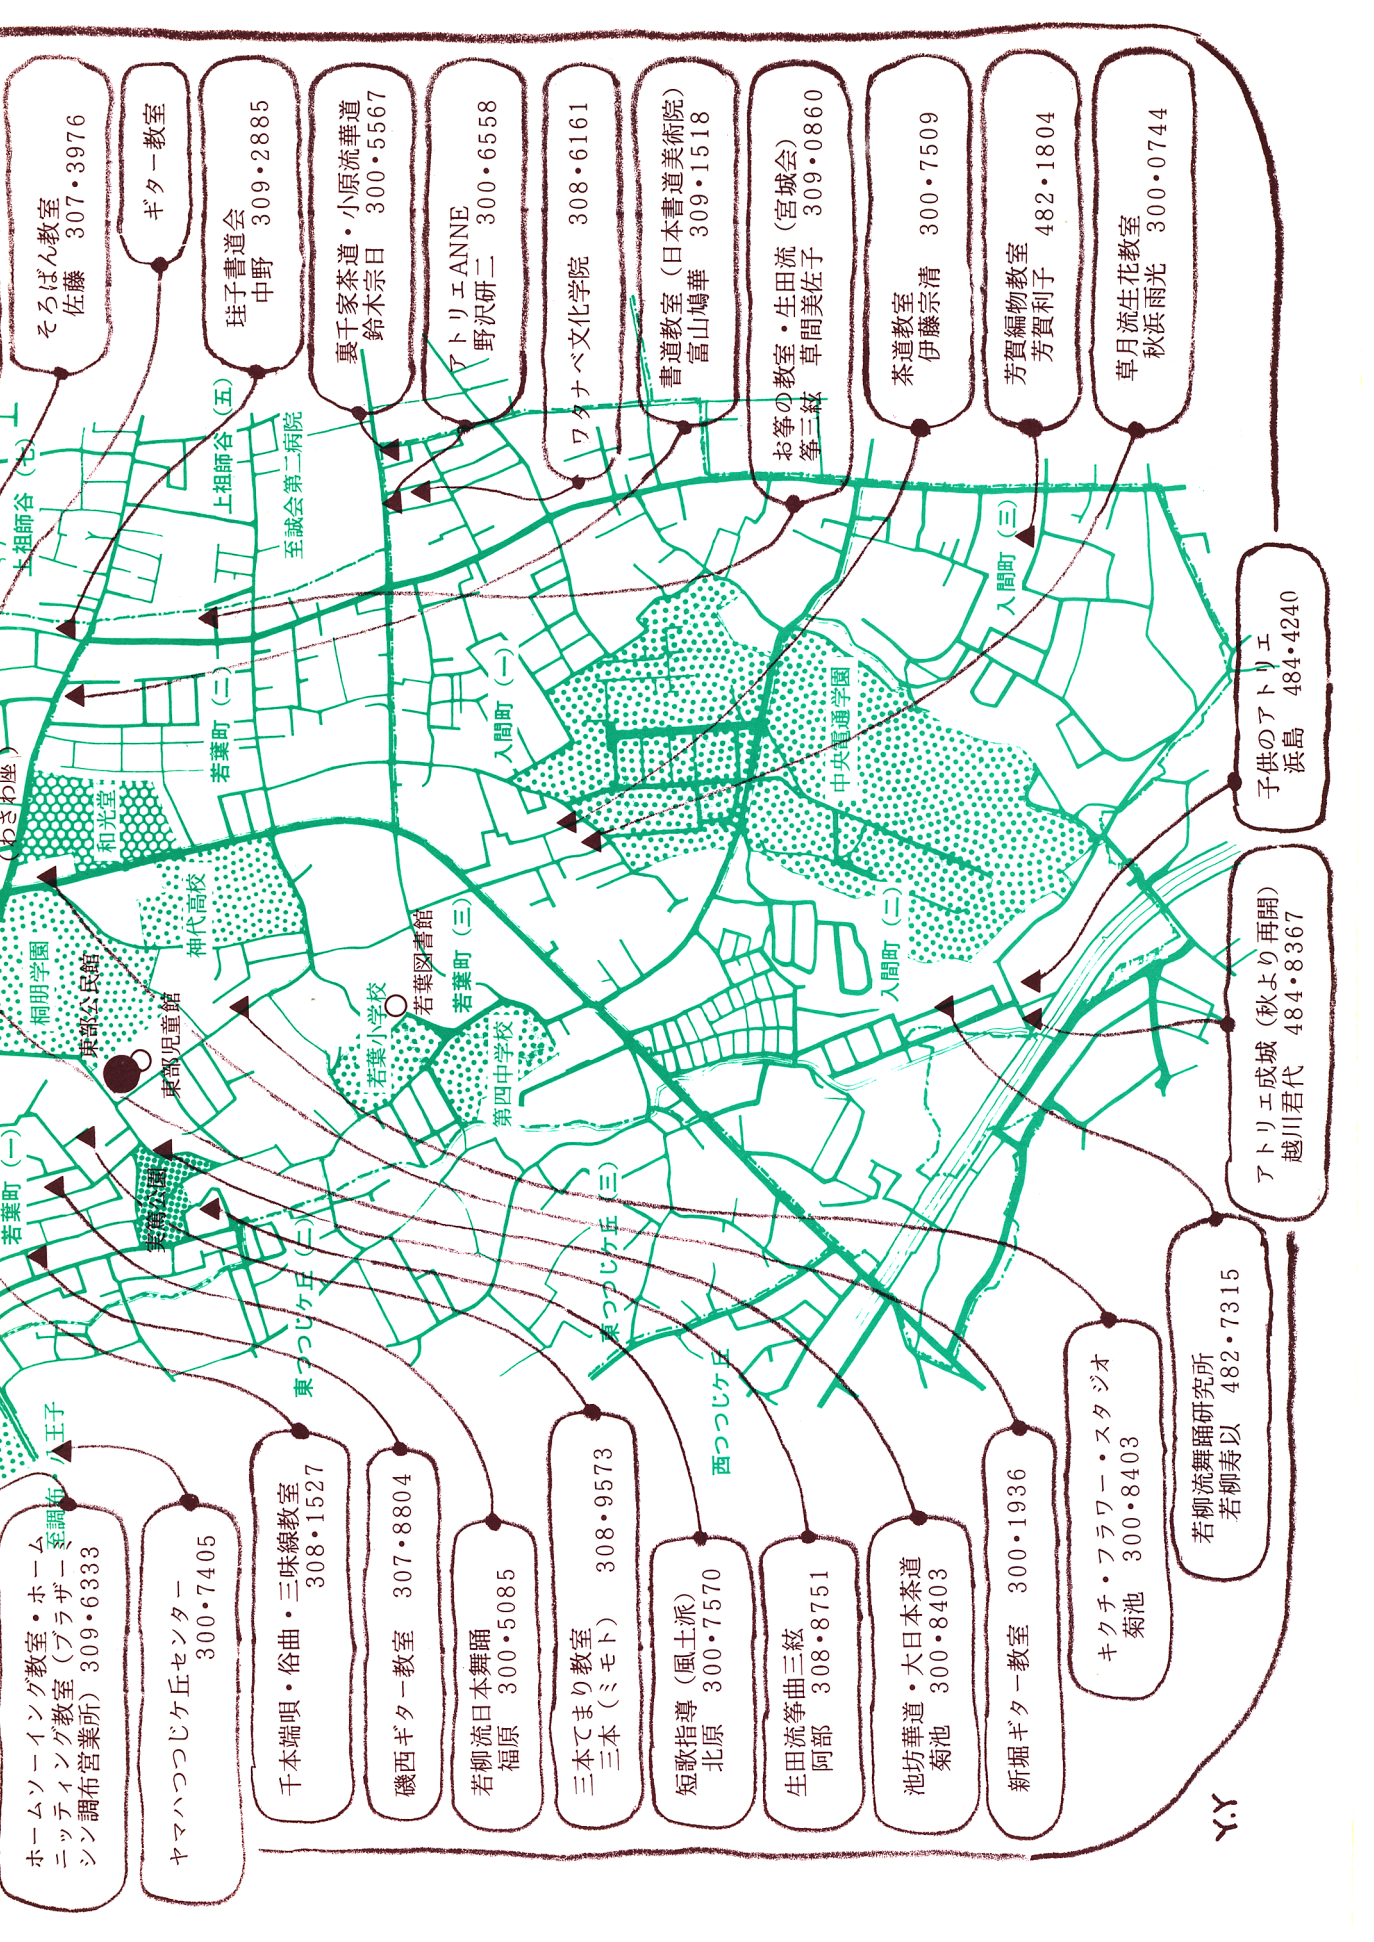 そろばん教室
佐藤 307・3976
ギター教室
珄子書道会
中野 309・2885
裏千家茶道・小原流華道
鈴木宗日 300・5567
アトリエANNE
野沢研二 300・6558
ワタナベ文化学院 308・6161
書道教室（日本書道美術院）
富山鳩華 309・1518
お箏の教室・生田流（宮城会）
箏三絃 草間美佐子 309・0860
茶道教室
伊藤宗清 300・7509
芳賀編物教室
芳賀利子 482・1804
草月流生花教室
秋浜雨光 300・0744
子供のアトリエ
浜島 484・4240
アトリエ成城（秋より再開）
越川君代 484・8367
若柳流舞踊研究所
若柳寿以 482・7315
キクチ・フラワー・スタジオ
菊池 300・8403
新堀ギター教室 300・1936
池坊華道・大日本茶道
菊池 300・8403
生田流箏曲三絃
阿部 308・8751
短歌指導（風土派）
北原 300・7570
三本てまり教室
三本（ミモト） 308・9573
若柳流日本舞踊
福原 300・5085
磯西ギター教室 307・8804
千本端唄・俗曲・三味線教室
308・1527
ヤマハつつじケ丘センター
300・7405
ホームソーイング教室・ホーム
ニッティング教室（ブラザーミ
シン調布営業所）309・6333
上祖師谷（七）
上祖師谷（五）
至誠会第二病院
若葉町（二）
入間町（一）
入間町（三）
中央電通学園
（わざわ座）
和光堂
神代高校
桐朋学園
東部公民館
東部児童館
若葉小学校
若葉図書館
若葉町（三）
第四中学校
入間町（二）
若葉町（一）
実篤公園
東つつじケ丘（二）
東つつじケ丘（三）
西つつじケ丘
至調布・八王子
Y.Y